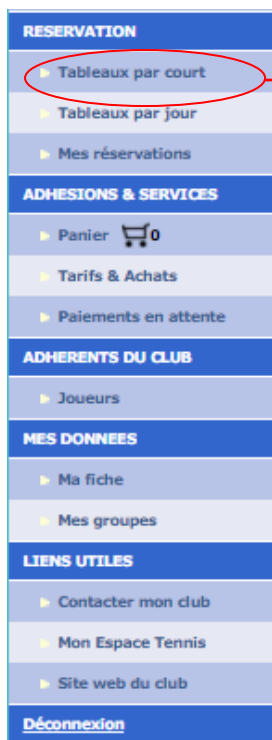 RESERVATION
Tableaux par court
Tableaux par jour
Mes réservations
ADHESIONS & SERVICES
Panier 0
Tarifs & Achats
Paiements en attente
ADHERENTS DU CLUB
Joueurs
MES DONNEES
Ma fiche
Mes groupes
LIENS UTILES
Contacter mon club
Mon Espace Tennis
Site web du club
Déconnexion